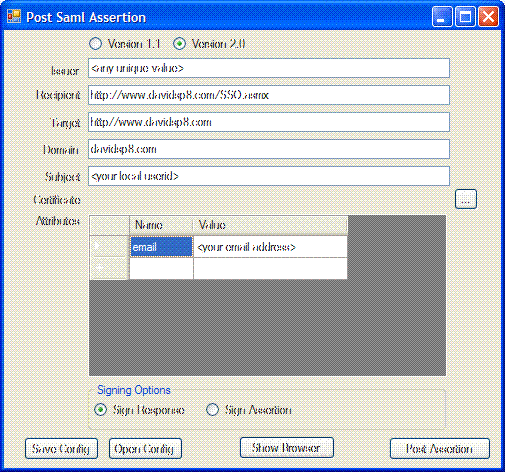 Post Saml Assertion
Version 1.1 Version 2.0
Issuer <any unique value>
Recipient http://www.davidsp8.com/SSO.asmx
Target http//www.davidsp8.com
Domain davidsp8.com
Subject <your local userid>
Certificate ...
Attributes
Name Value
email <your email address>
Signing Options
Sign Response Sign Assertion
Save Config Open Config Show Browser Post Assertion